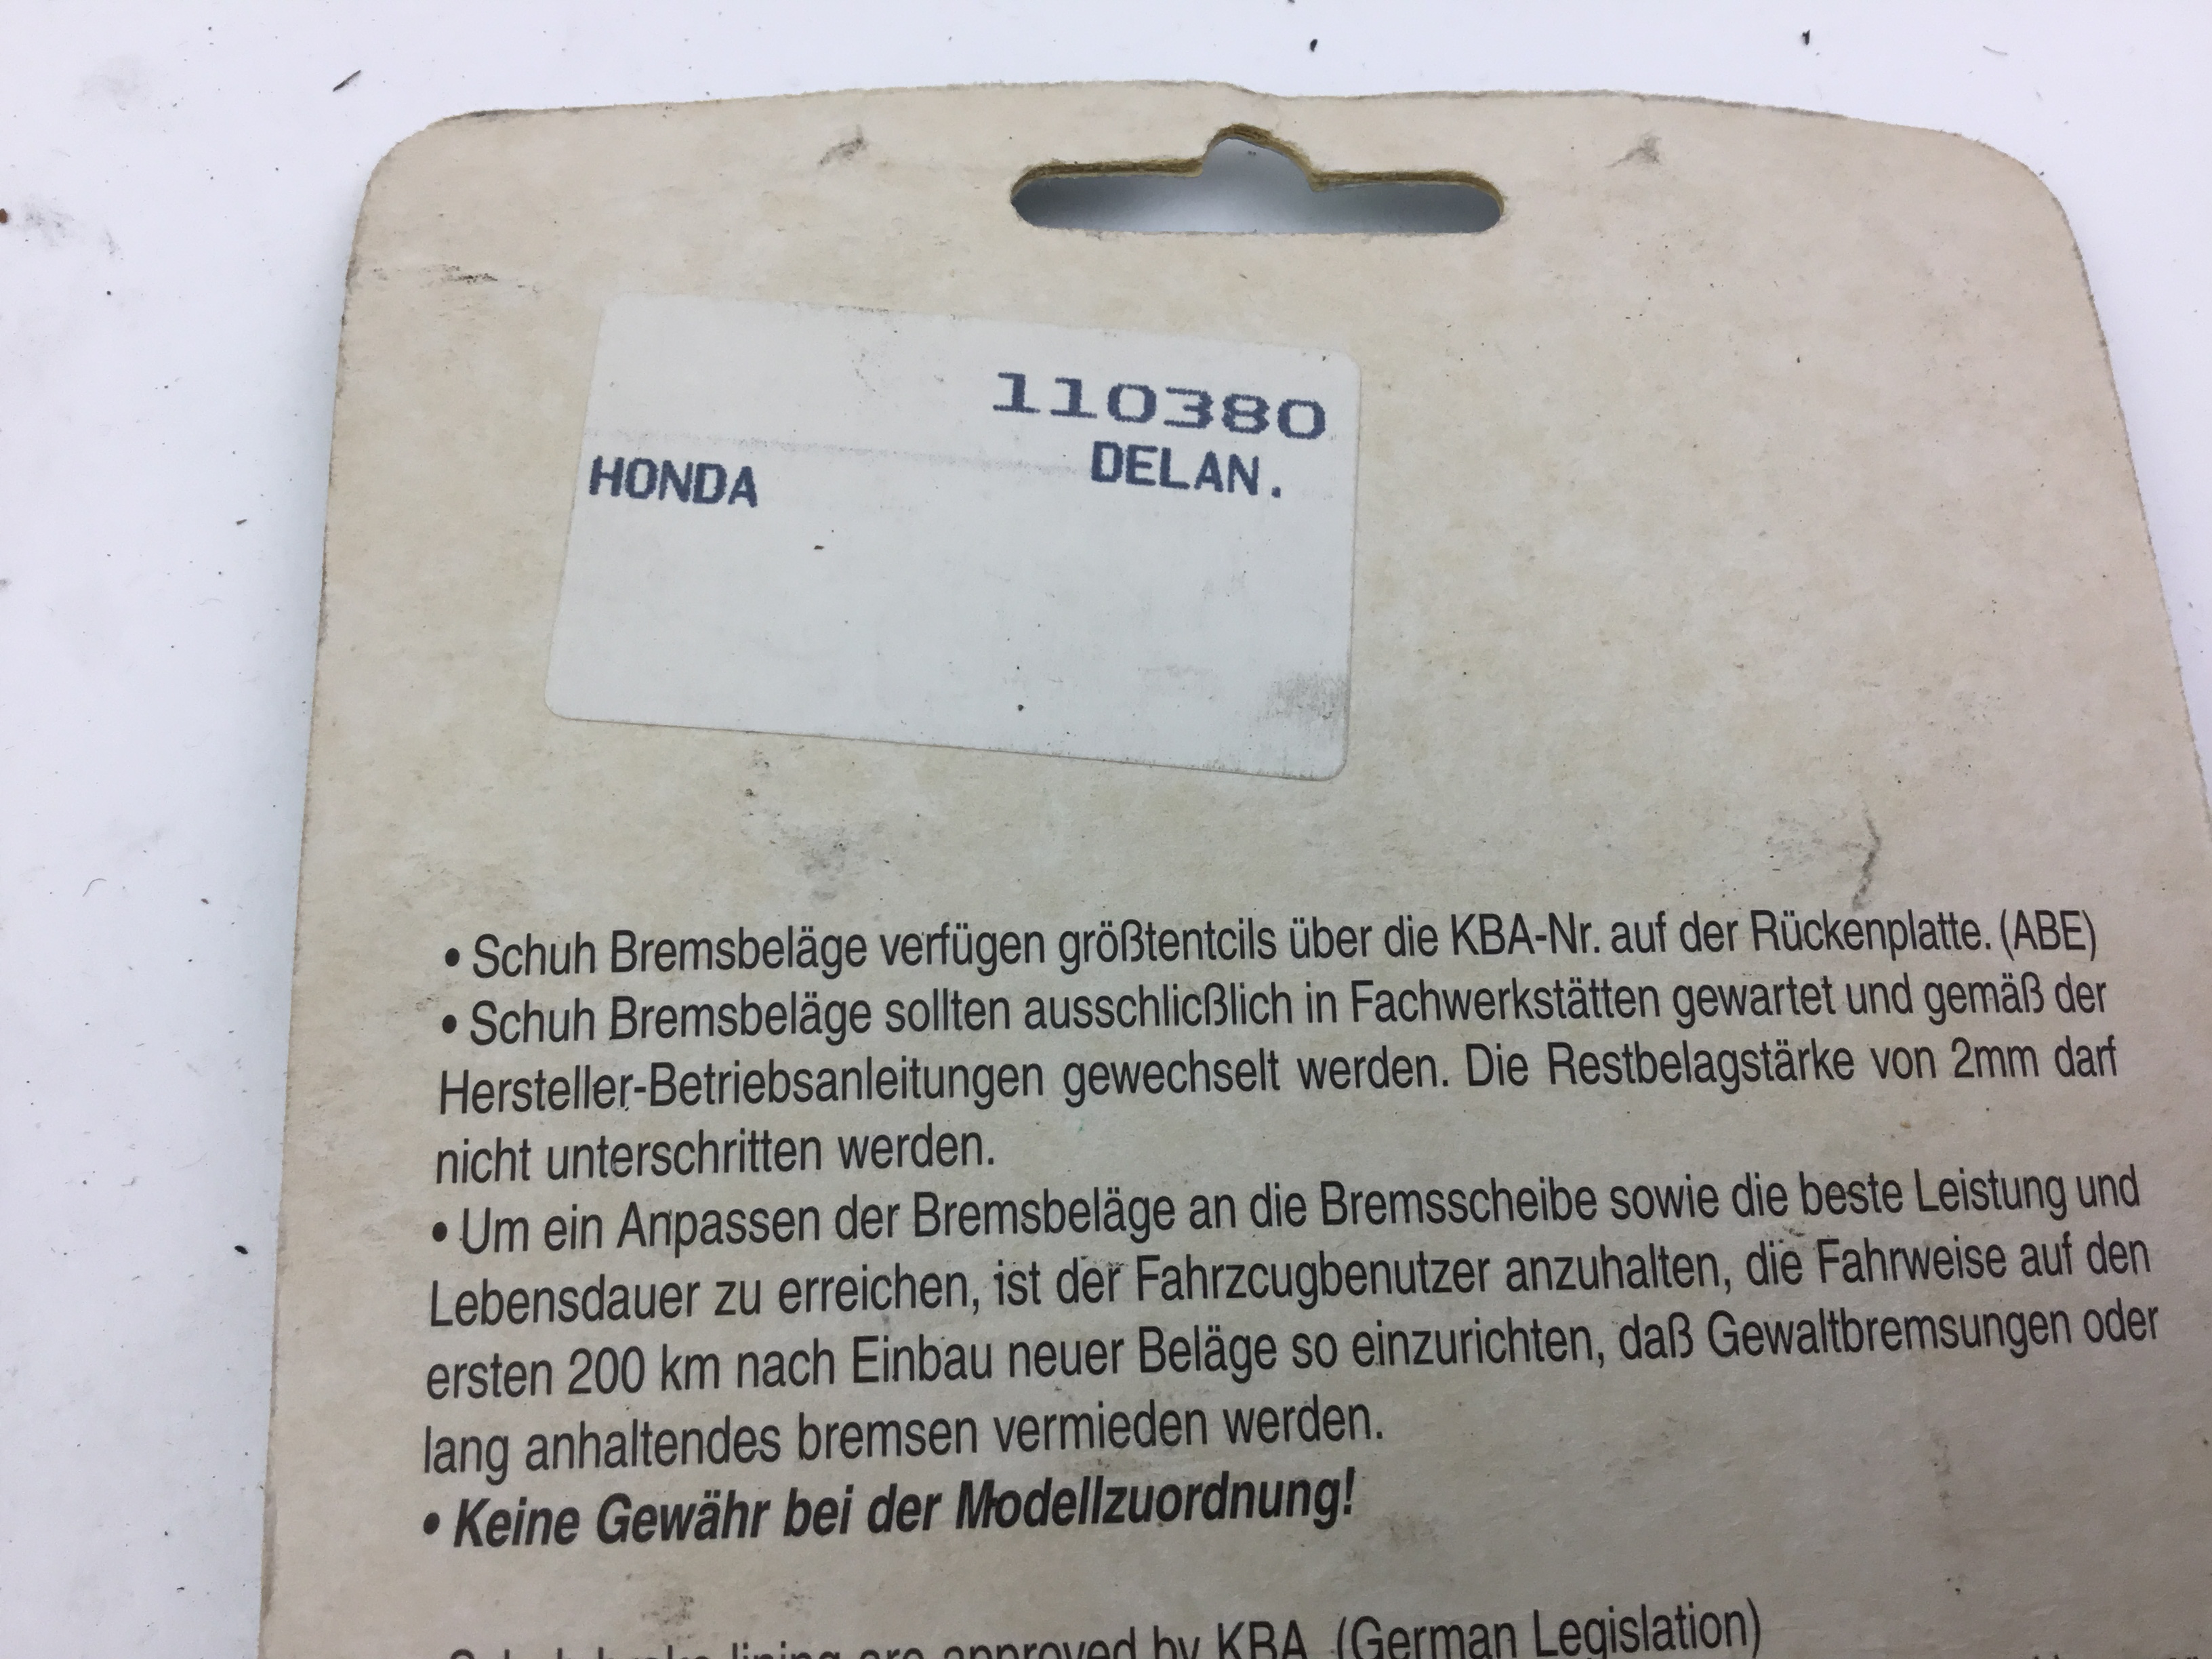 110380
HONDA DELAN.
• Schuh Bremsbeläge verfügen größtentcils über die KBA-Nr. auf der Rückenplatte. (ABE)
• Schuh Bremsbeläge sollten ausschlicßlich in Fachwerkstätten gewartet und gemäß der
Hersteller-Betriebsanleitungen gewechselt werden. Die Restbelagstärke von 2mm darf
nicht unterschritten werden.
• Um ein Anpassen der Bremsbeläge an die Bremsscheibe sowie die beste Leistung und
Lebensdauer zu erreichen, ist der Fahrzcugbenutzer anzuhalten, die Fahrweise auf den
ersten 200 km nach Einbau neuer Beläge so einzurichten, daß Gewaltbremsungen oder
lang anhaltendes bremsen vermieden werden.
• Keine Gewähr bei der Modellzuordnung!
lining are approved by KBA. (German Legislation)